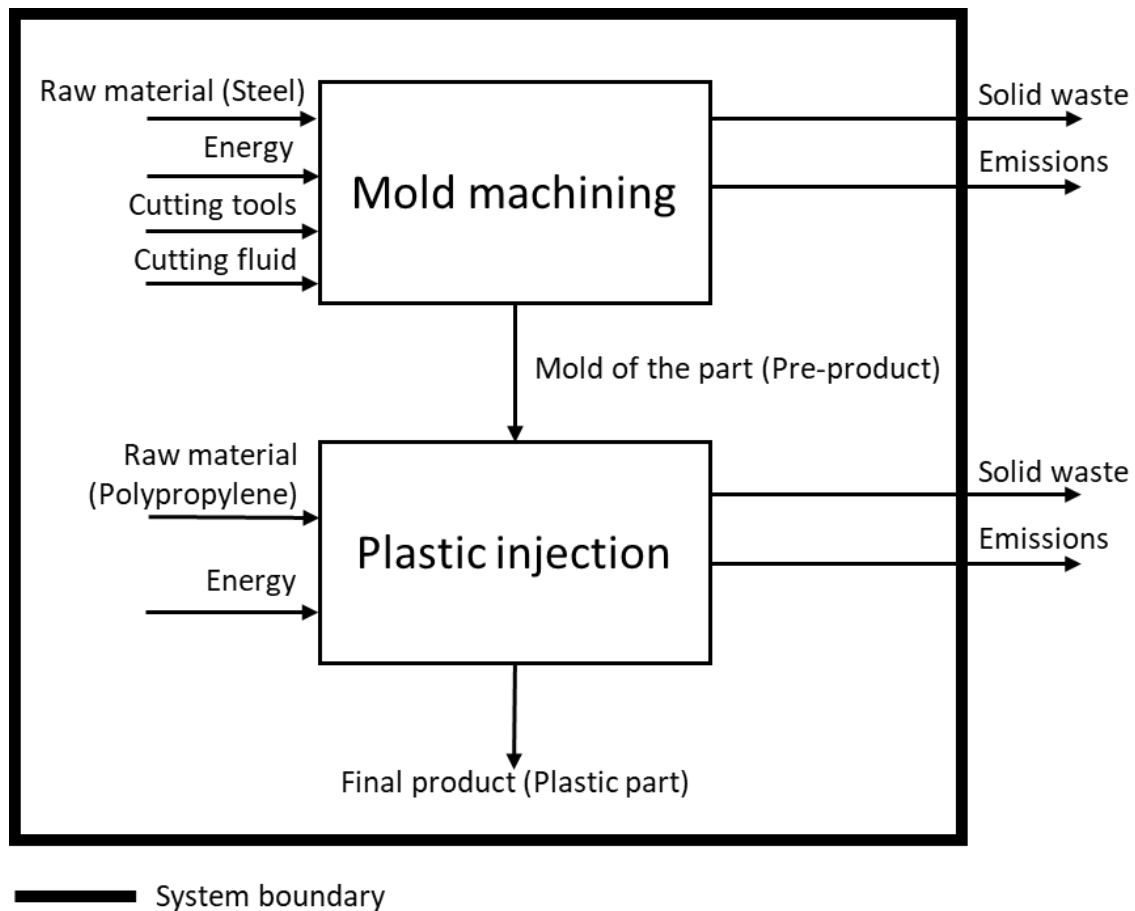 Raw material (Steel)
Energy
Cutting tools
Cutting fluid
Mold machining
Solid waste
Emissions
Mold of the part (Pre-product)
Raw material
(Polypropylene)
Energy
Plastic injection
Solid waste
Emissions
Final product (Plastic part)
System boundary